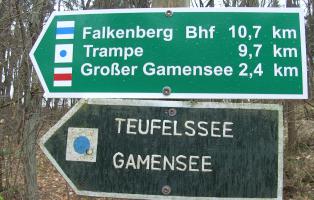 Falkenberg Bhf 10,7 km
Trampe 9,7 km
Großer Gamensee 2,4 km
TEUFELSSEE
GAMENSEE